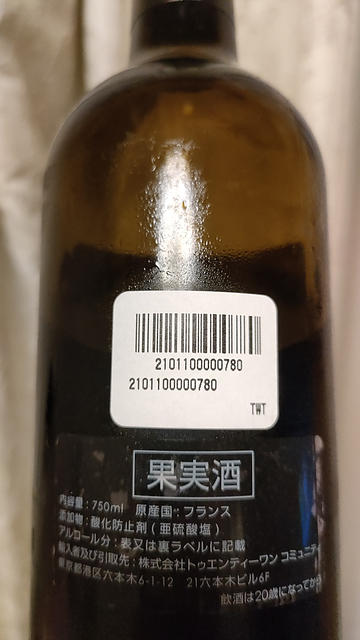 2101100000780
2101100000780
TWT
果実酒
内容量 : 750ml 原産国 : フランス
添加物 : 酸化防止剤 ( 亜硫酸塩 )
アルコール分 : 表又は裏ラベルに記載
輸入者及び引取先 : 株式会社トゥエンティーワン コミュニテ
東京都港区六本木6-1-12 21六本木ビル6F
飲酒は20歳になってから